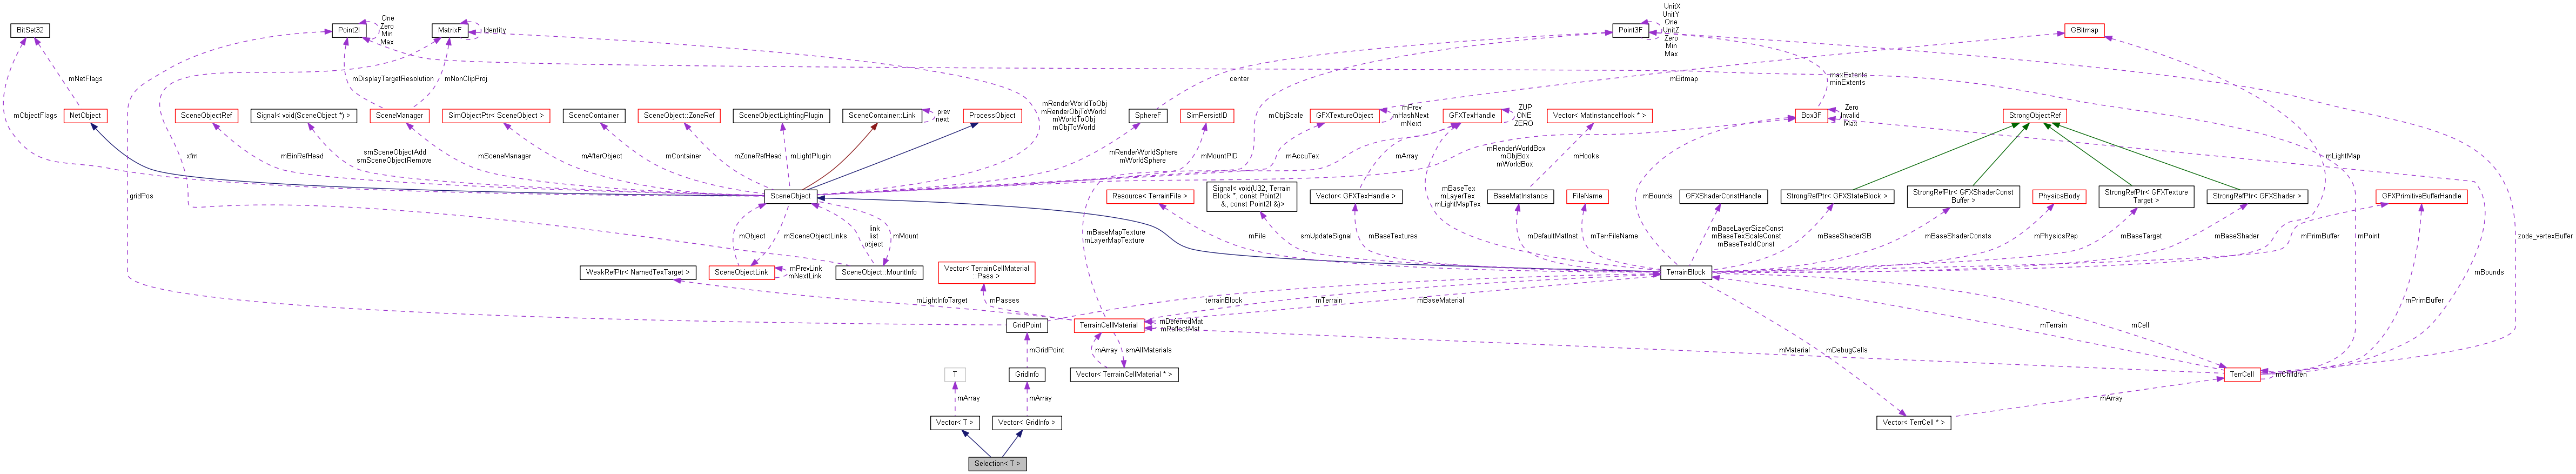 UnitX
UnitY
One
UnitZ
Zero
Min
Max
One
Zero
Min
Max
BitSet32
Point2I
MatrixF
Identity
Point3F
GBitmap
mNetFlags
mDisplayTargetResolution
mNonClipProj
center
mBitmap
maxExtents
minExtents
mObjectFlags
NetObject
SceneObjectRef
Signal< void(SceneObject *) >
SceneManager
SimObjectPtr< SceneObject >
SceneContainer
SceneObject::ZoneRef
SceneObjectLightingPlugin
SceneContainer::Link
prev
next
ProcessObject
mRenderWorldToObj
mRenderObjToWorld
mWorldToObj
mObjToWorld
SphereF
SimPersistID
mObjScale
GFXTextureObject
mPrev
mHashNext
mNext
GFXTexHandle
ZUP
ONE
ZERO
Vector< MatInstanceHook * >
Box3F
Zero
Invalid
Max
StrongObjectRef
xfm
mBinRefHead
smSceneObjectAdd
smSceneObjectRemove
mSceneManager
mAfterObject
mContainer
mZoneRefHead
mLightPlugin
mRenderWorldSphere
mWorldSphere
mMountPID
mAccuTex
mArray
mHooks
mRenderWorldBox
mObjBox
mWorldBox
mLightMap
gridPos
SceneObject
Resource< TerrainFile >
Signal< void(U32, Terrain
Block *, const Point2I
&, const Point2I &)>
Vector< GFXTexHandle >
mBaseTex
mLayerTex
mLightMapTex
BaseMatInstance
FileName
mBounds
GFXShaderConstHandle
StrongRefPtr< GFXStateBlock >
StrongRefPtr< GFXShaderConst
Buffer >
PhysicsBody
StrongRefPtr< GFXTexture
Target >
StrongRefPtr< GFXShader >
GFXPrimitiveBufferHandle
mObject
mSceneObjectLinks
link
list
object
mMount
mBaseMapTexture
mLayerMapTexture
mFile
smUpdateSignal
mBaseTextures
mDefaultMatInst
mTerrFileName
mBaseLayerSizeConst
mBaseTexScaleConst
mBaseTexIdConst
mBaseShaderSB
mBaseShaderConsts
mPhysicsRep
mBaseTarget
mBaseShader
mPrimBuffer
mPoint
zode_vertexBuffer
WeakRefPtr< NamedTexTarget >
SceneObjectLink
mPrevLink
mNextLink
SceneObject::MountInfo
Vector< TerrainCellMaterial
::Pass >
TerrainBlock
mBounds
mLightInfoTarget
mPasses
terrainBlock
mTerrain
mBaseMaterial
mPrimBuffer
GridPoint
TerrainCellMaterial
mDeferredMat
mReflectMat
mTerrain
mCell
mGridPoint
mArray
smAllMaterials
mMaterial
mDebugCells
T
GridInfo
Vector< TerrainCellMaterial * >
TerrCell
mChildren
mArray
mArray
mArray
Vector< T >
Vector< GridInfo >
Vector< TerrCell * >
Selection< T >